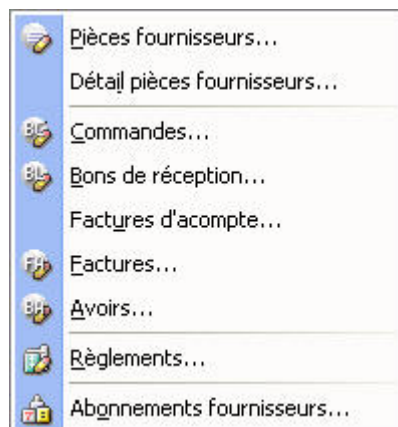 Pièces fournisseurs...
Détail pièces fournisseurs...
Commandes...
Bons de réception...
Factures d'acompte...
Factures...
Avoirs...
Règlements...
Abonnements fournisseurs...